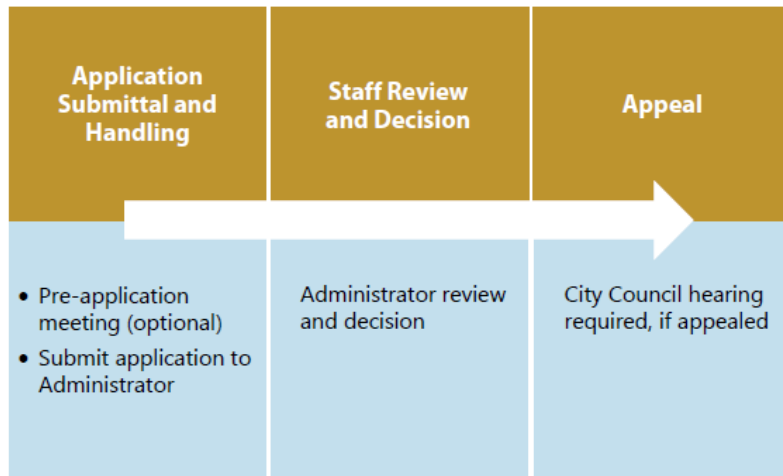 Application
Submittal and
Handling
Staff Review
and Decision
Appeal
• Pre-application
meeting (optional)
• Submit application to
Administrator
Administrator review
and decision
City Council hearing
required, if appealed